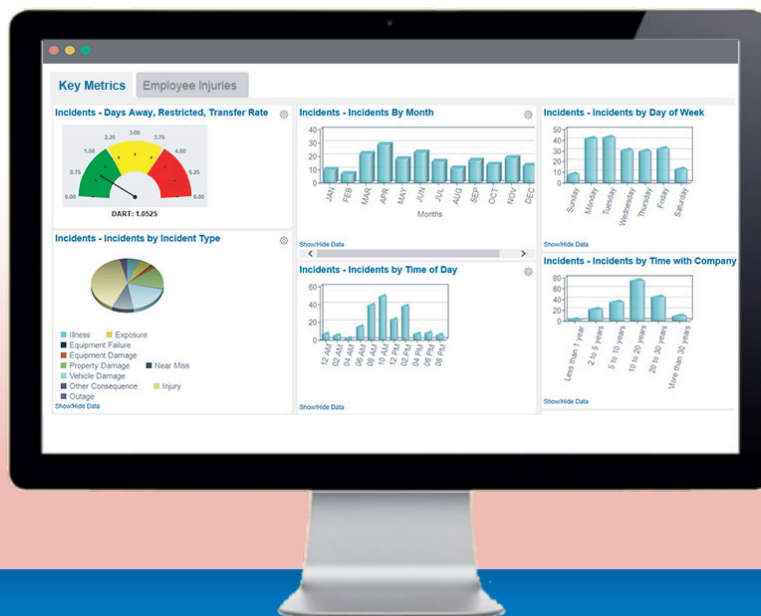 Key Metrics
Employee Injuries
Incidents - Days Away, Restricted, Transfer Rate
0.00
0.75
1.50
2.25
3.00
3.75
4.50
5.25
6.00
DART: 1.0525
Incidents - Incidents by Incident Type
Illness
Exposure
Equipment Failure
Equipment Damage
Property Damage
Near Miss
Vehicle Damage
Other Consequence
Injury
Outage
Show/Hide Data
Incidents - Incidents By Month
40
30
20
10
0
JAN
FEB
MAR
APR
MAY
JUN
JUL
AUG
SEP
OCT
NOV
DEC
Months
Show/Hide Data
Incidents - Incidents by Time of Day
60
40
20
0
12 AM
02 AM
04 AM
06 AM
08 AM
10 AM
12 PM
02 PM
04 PM
06 PM
08 PM
Show/Hide Data
Incidents - Incidents by Day of Week
50
40
30
20
10
0
Sunday
Monday
Tuesday
Wednesday
Thursday
Friday
Saturday
Show/Hide Data
Incidents - Incidents by Time with Company
80
60
40
20
0
Less than 1 year
2 to 5 years
5 to 10 years
10 to 20 years
20 to 30 years
More than 30 years
Show/Hide Data